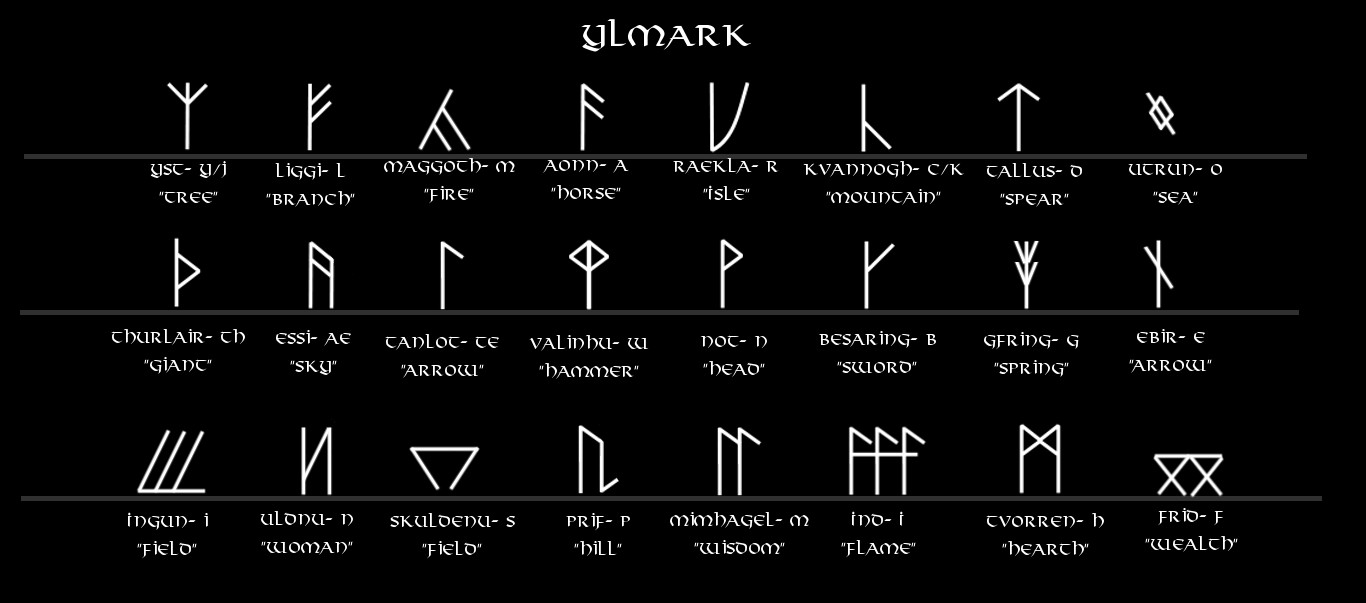 YLMARK
YST- Y/J LIGGI- L MAGGOTH- M AONN- A RAEKLA- R KVANNOGH- C/K TALLUS- D UTRUN- O
"TREE" "BRANCH" "FIRE" "HORSE" "ISLE" "MOUNTAIN" "SPEAR" "SEA"
THURLAIR- TH ESSI- AE TANLOT- TE VALINHU- W NOT- N BESARING- B GFRING- G EBIR- E
"GIANT" "SKY" "ARROW" "HAMMER" "HEAD" "SWORD" "SPRING" "ARROW"
INGUN- I ULDNU- N SKULDENU- S PRIF- P MIMHAGEL- M IND- I TVORREN- H FRID- F
"FIELD" "WOMAN" "FIELD" "HILL" "WISDOM" "FLAME" "HEARTH" "WEALTH"